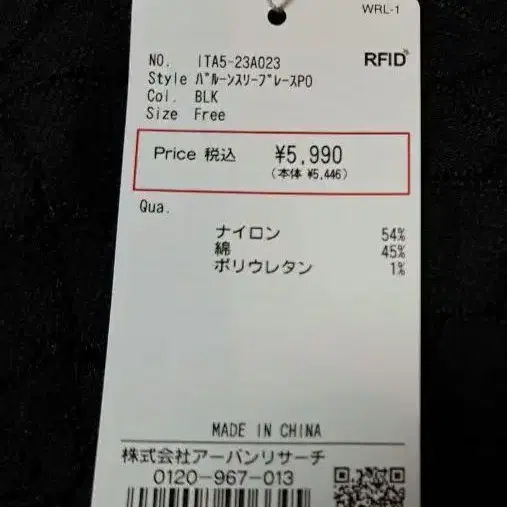 WRL-1
RFID
NO. ITA5-23A023
Style ﾊﾞﾙｰﾝｽﾘｰﾌﾞﾚｰｽPO
Col. BLK
Size Free
Price 税込 ¥5,990
(本体 ¥5,446)
Qua.
ナイロン 54%
綿 45%
ポリウレタン 1%
MADE IN CHINA
株式会社アーバンリサーチ
0120-967-013